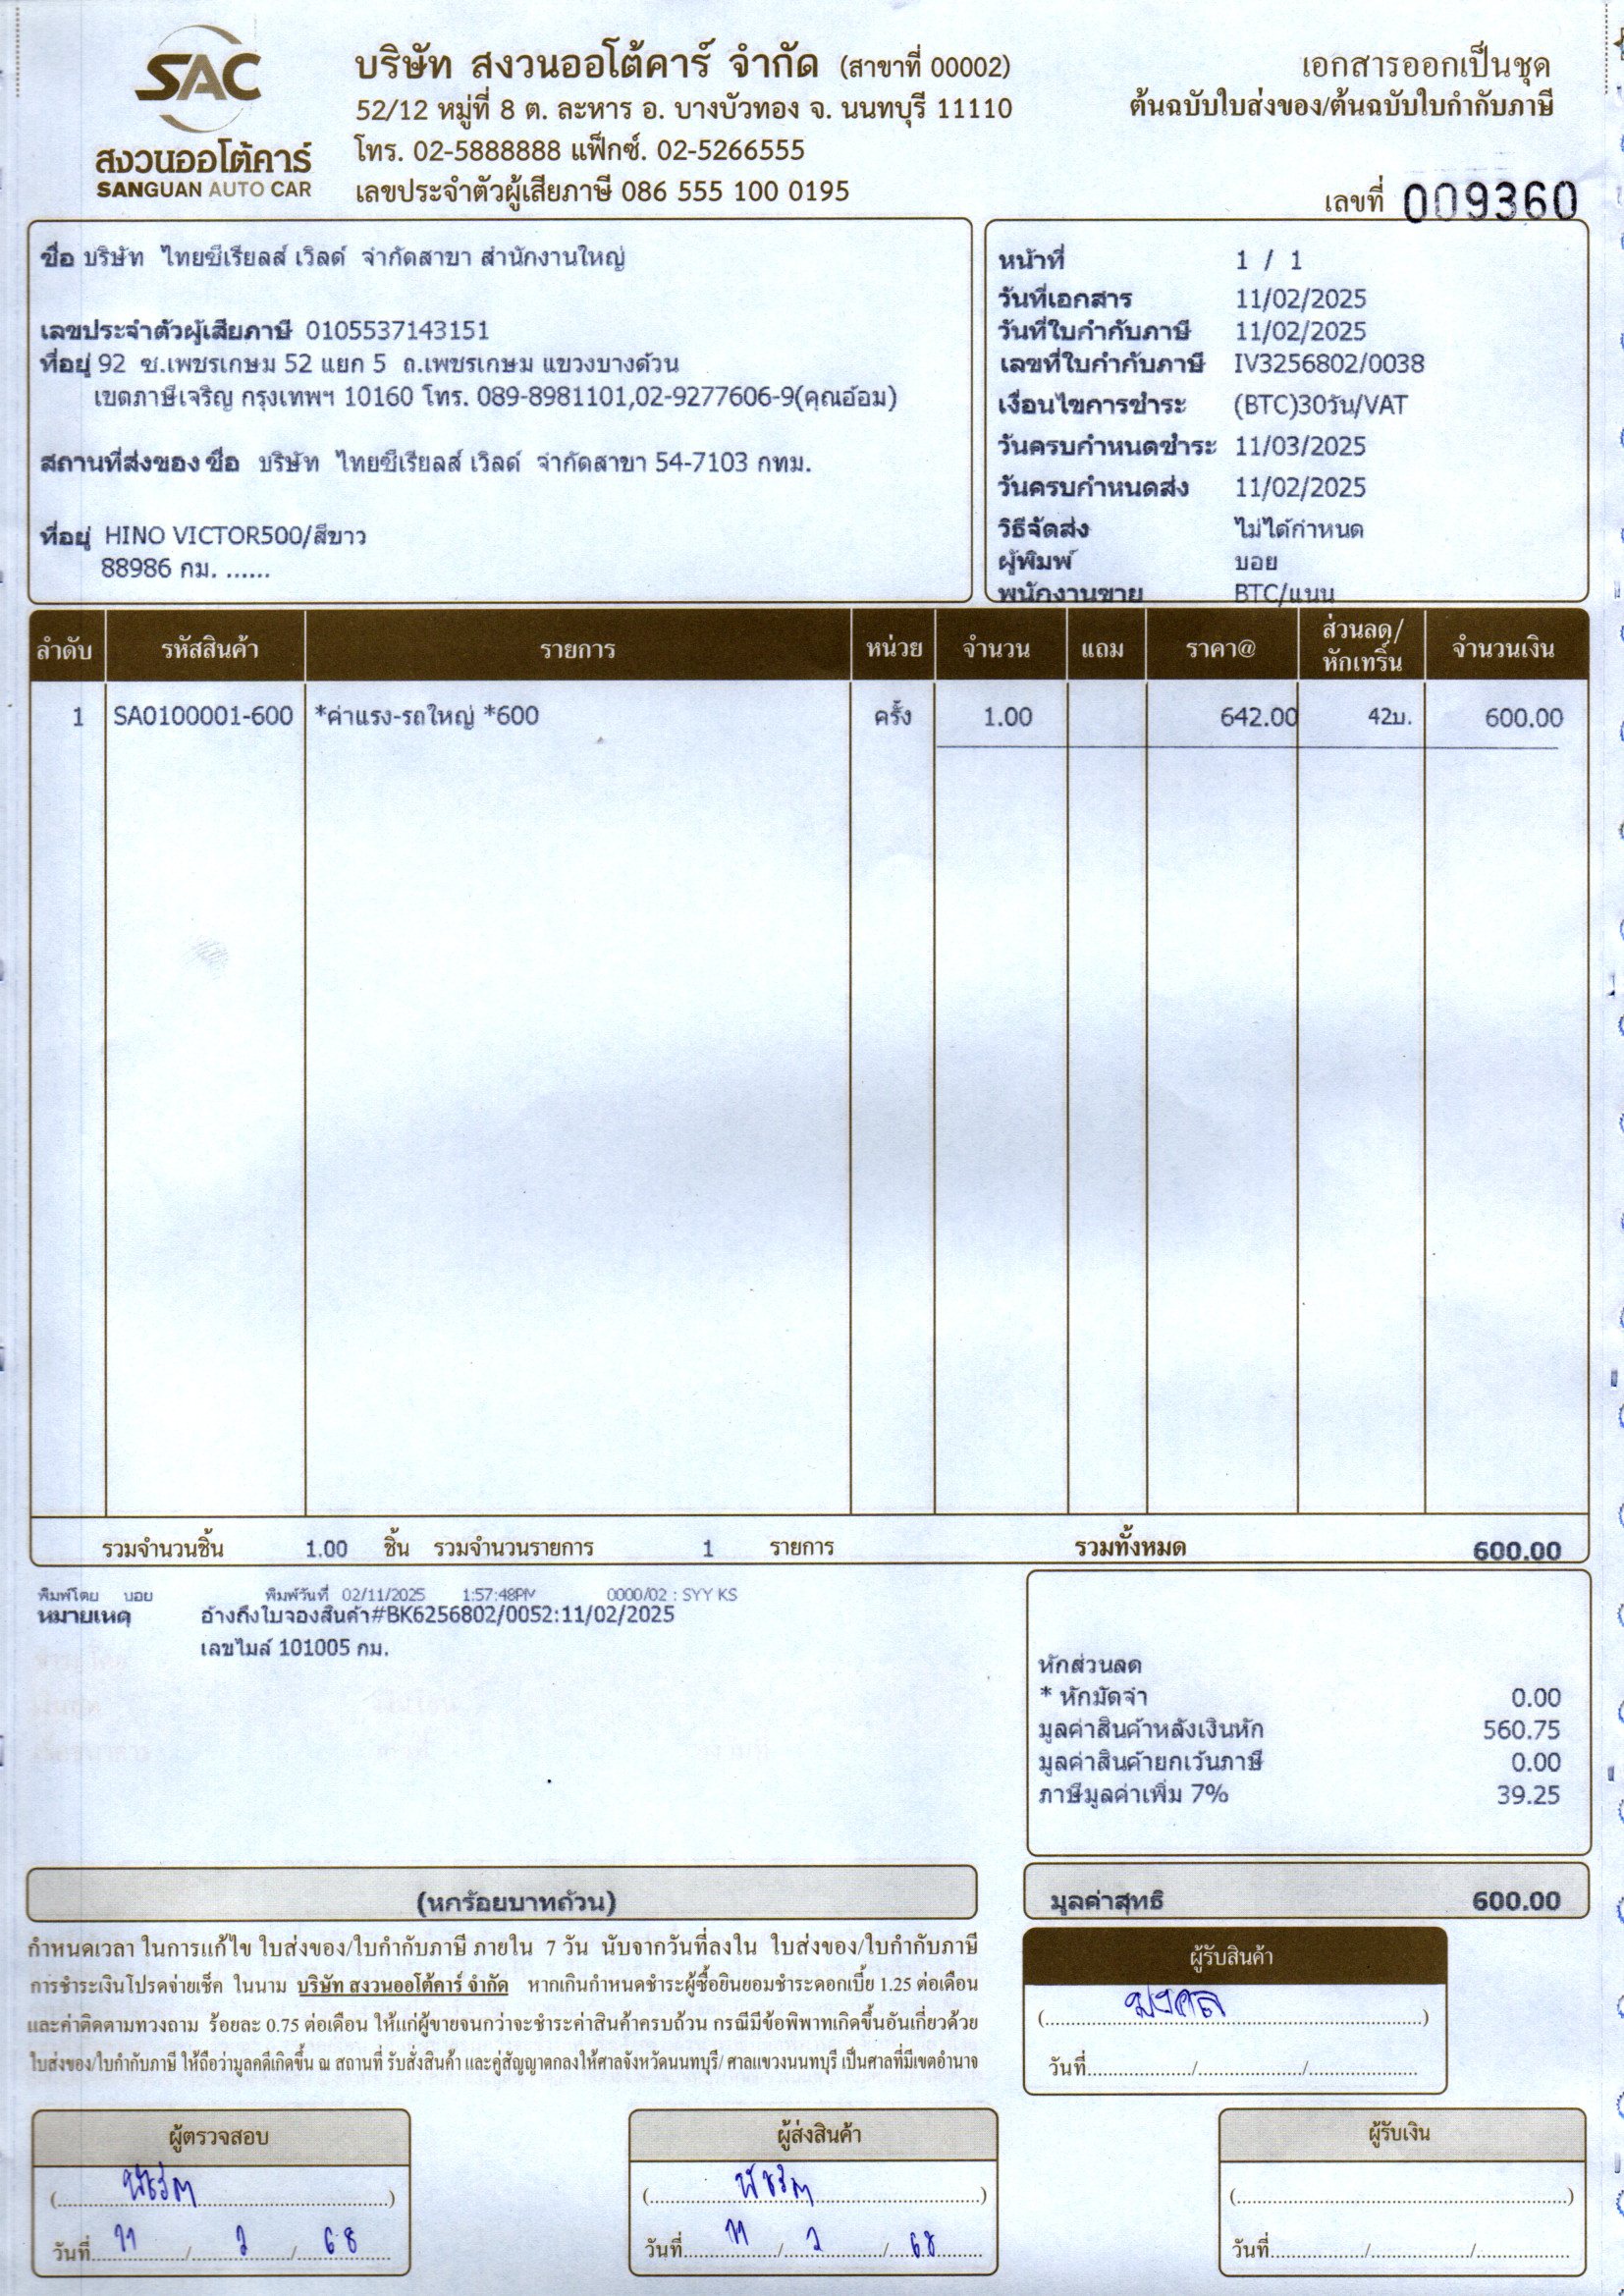 SAC
สงวนออโต้คาร์
SANGUAN AUTO CAR
บริษัท สงวนออโต้คาร์ จำกัด (สาขาที่ 00002)
52/12 หมู่ที่ 8 ต. ละหาร อ. บางบัวทอง จ. นนทบุรี 11110
โทร. 02-5888888 แฟ็กซ์. 02-5266555
เลขประจำตัวผู้เสียภาษี 086 555 100 0195
เอกสารออกเป็นชุด
ต้นฉบับใบส่งของ/ต้นฉบับใบกำกับภาษี
เลขที่ 009360
ชื่อ บริษัท ไทยซีเรียลส์ เวิลด์ จำกัดสาขา สำนักงานใหญ่
เลขประจำตัวผู้เสียภาษี 0105537143151
ที่อยู่ 92 ซ.เพชรเกษม 52 แยก 5 ถ.เพชรเกษม แขวงบางด้วน
เขตภาษีเจริญ กรุงเทพฯ 10160 โทร. 089-8981101,02-9277606-9(คุณอ้อม)
สถานที่ส่งของ ชื่อ บริษัท ไทยซีเรียลส์ เวิลด์ จำกัดสาขา 54-7103 กทม.
ที่อยู่ HINO VICTOR500/สีขาว
88986 กม. ......
หน้าที่ 1 / 1
วันที่เอกสาร 11/02/2025
วันที่ใบกำกับภาษี 11/02/2025
เลขที่ใบกำกับภาษี IV3256802/0038
เงื่อนไขการชำระ (BTC)30วัน/VAT
วันครบกำหนดชำระ 11/03/2025
วันครบกำหนดส่ง 11/02/2025
วิธีจัดส่ง ไม่ได้กำหนด
ผู้พิมพ์ บอย
พนักงานขาย BTC/แนน
ลำดับ รหัสสินค้า รายการ หน่วย จำนวน แถม ราคา@ ส่วนลด/หักเทริ์น จำนวนเงิน
1 SA0100001-600 *ค่าแรง-รถใหญ่ *600 ครั้ง 1.00 642.00 42บ. 600.00
รวมจำนวนชิ้น 1.00 ชิ้น รวมจำนวนรายการ 1 รายการ รวมทั้งหมด 600.00
พิมพ์โดย บอย พิมพ์วันที่ 02/11/2025 1:57:48PM 0000/02 : SYY KS
หมายเหตุ อ้างถึงใบจองสินค้า#BK6256802/0052:11/02/2025
เลขไมล์ 101005 กม.
หักส่วนลด
* หักมัดจำ 0.00
มูลค่าสินค้าหลังเงินหัก 560.75
มูลค่าสินค้ายกเว้นภาษี 0.00
ภาษีมูลค่าเพิ่ม 7% 39.25
(หกร้อยบาทถ้วน)
มูลค่าสุทธิ 600.00
กำหนดเวลา ในการแก้ไข ใบส่งของ/ใบกำกับภาษี ภายใน 7 วัน นับจากวันที่ลงใน ใบส่งของ/ใบกำกับภาษี
การชำระเงินโปรดจ่ายเช็ค ในนาม บริษัท สงวนออโต้คาร์ จำกัด หากเกินกำหนดชำระผู้ซื้อยินยอมชำระดอกเบี้ย 1.25 ต่อเดือน
และค่าติดตามทวงถาม ร้อยละ 0.75 ต่อเดือน ให้แก่ผู้ขายจนกว่าจะชำระค่าสินค้าครบถ้วน กรณีมีข้อพิพาทเกิดขึ้นอันเกี่ยวด้วย
ใบส่งของ/ใบกำกับภาษี ให้ถือว่ามูลคดีเกิดขึ้น ณ สถานที่ รับสั่งสินค้า และคู่สัญญาตกลงให้ศาลจังหวัดนนทบุรี/ ศาลแขวงนนทบุรี เป็นศาลที่มีเขตอำนาจ
ผู้รับสินค้า
(มงคล)
วันที่........../........../..........
ผู้ตรวจสอบ
วันที่ 11 / 2 / 68
ผู้ส่งสินค้า
วันที่ 11 / 2 / 68
ผู้รับเงิน
(....................)
วันที่........../........../..........